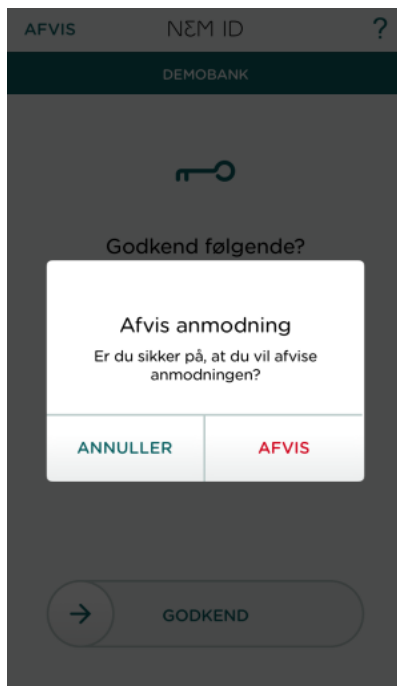 AFVIS NΣM ID ?
DEMOBANK
Godkend følgende?
Afvis anmodning
Er du sikker på, at du vil afvise
anmodningen?
ANNULLER AFVIS
GODKEND